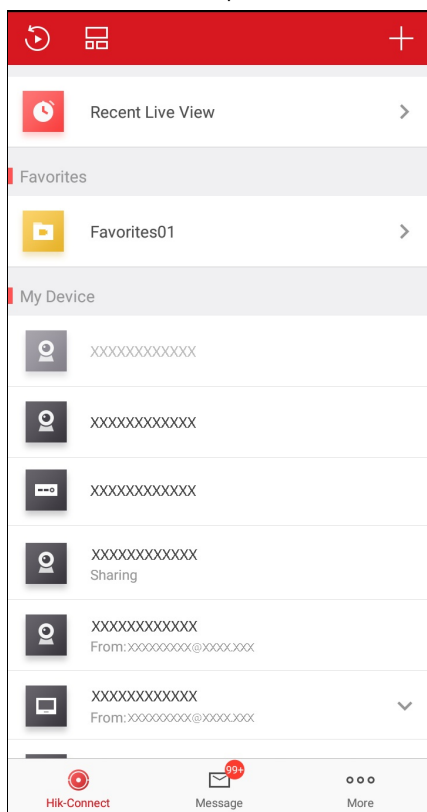 Recent Live View
Favorites
Favorites01
My Device
XXXXXXXXXXXX
XXXXXXXXXXXX
XXXXXXXXXXXX
XXXXXXXXXXXX
Sharing
XXXXXXXXXXXX
From:XXXXXXXXX@XXXX.XXX
XXXXXXXXXXXX
From:XXXXXXXXX@XXXX.XXX
99+
Hik-Connect
Message
More